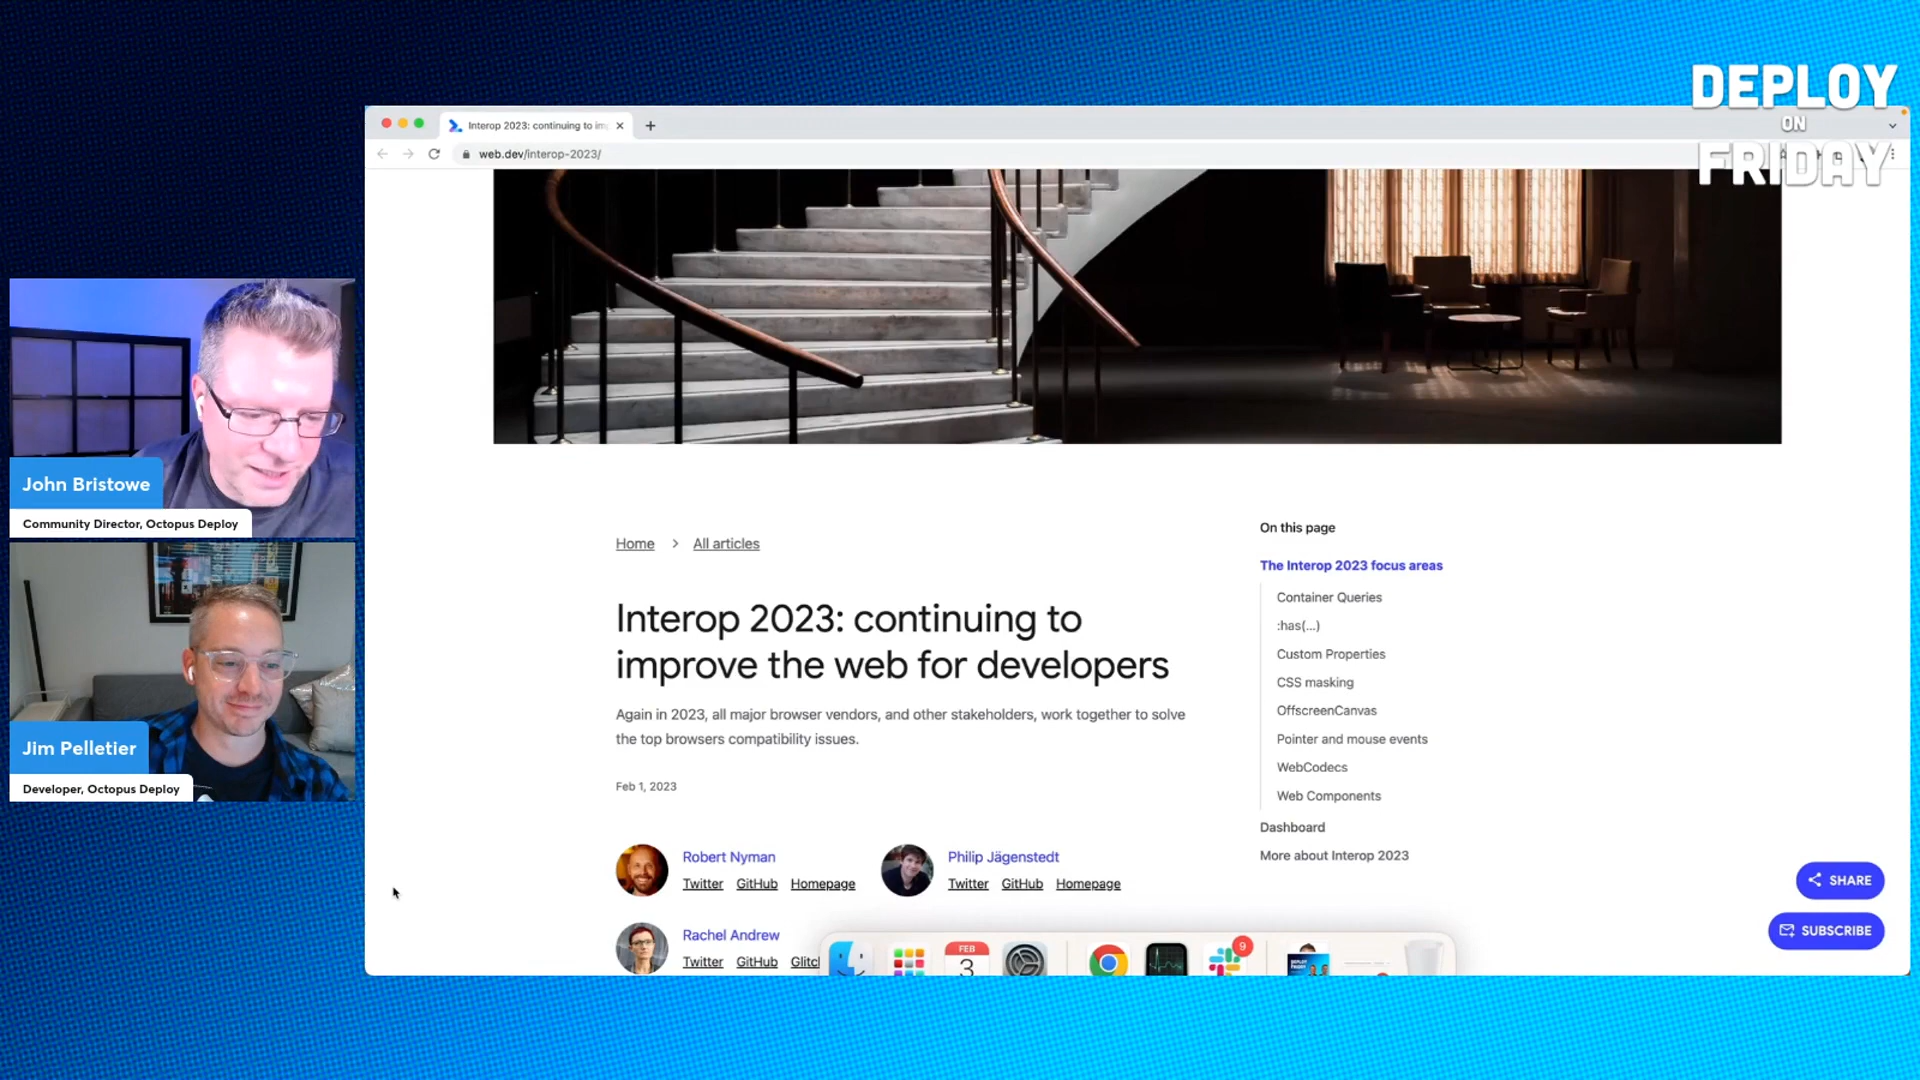 DEPLOY
ON
FRIDAY
Interop 2023: continuing to im
web.dev/interop-2023/
John Bristowe
Community Director, Octopus Deploy
Jim Pelletier
Developer, Octopus Deploy
Home > All articles
Interop 2023: continuing to
improve the web for developers
Again in 2023, all major browser vendors, and other stakeholders, work together to solve
the top browsers compatibility issues.
Feb 1, 2023
Robert Nyman
Twitter GitHub Homepage
Philip Jägenstedt
Twitter GitHub Homepage
Rachel Andrew
Twitter GitHub Glitc
On this page
The Interop 2023 focus areas
Container Queries
:has(...)
Custom Properties
CSS masking
OffscreenCanvas
Pointer and mouse events
WebCodecs
Web Components
Dashboard
More about Interop 2023
SHARE
SUBSCRIBE
FEB
3
9